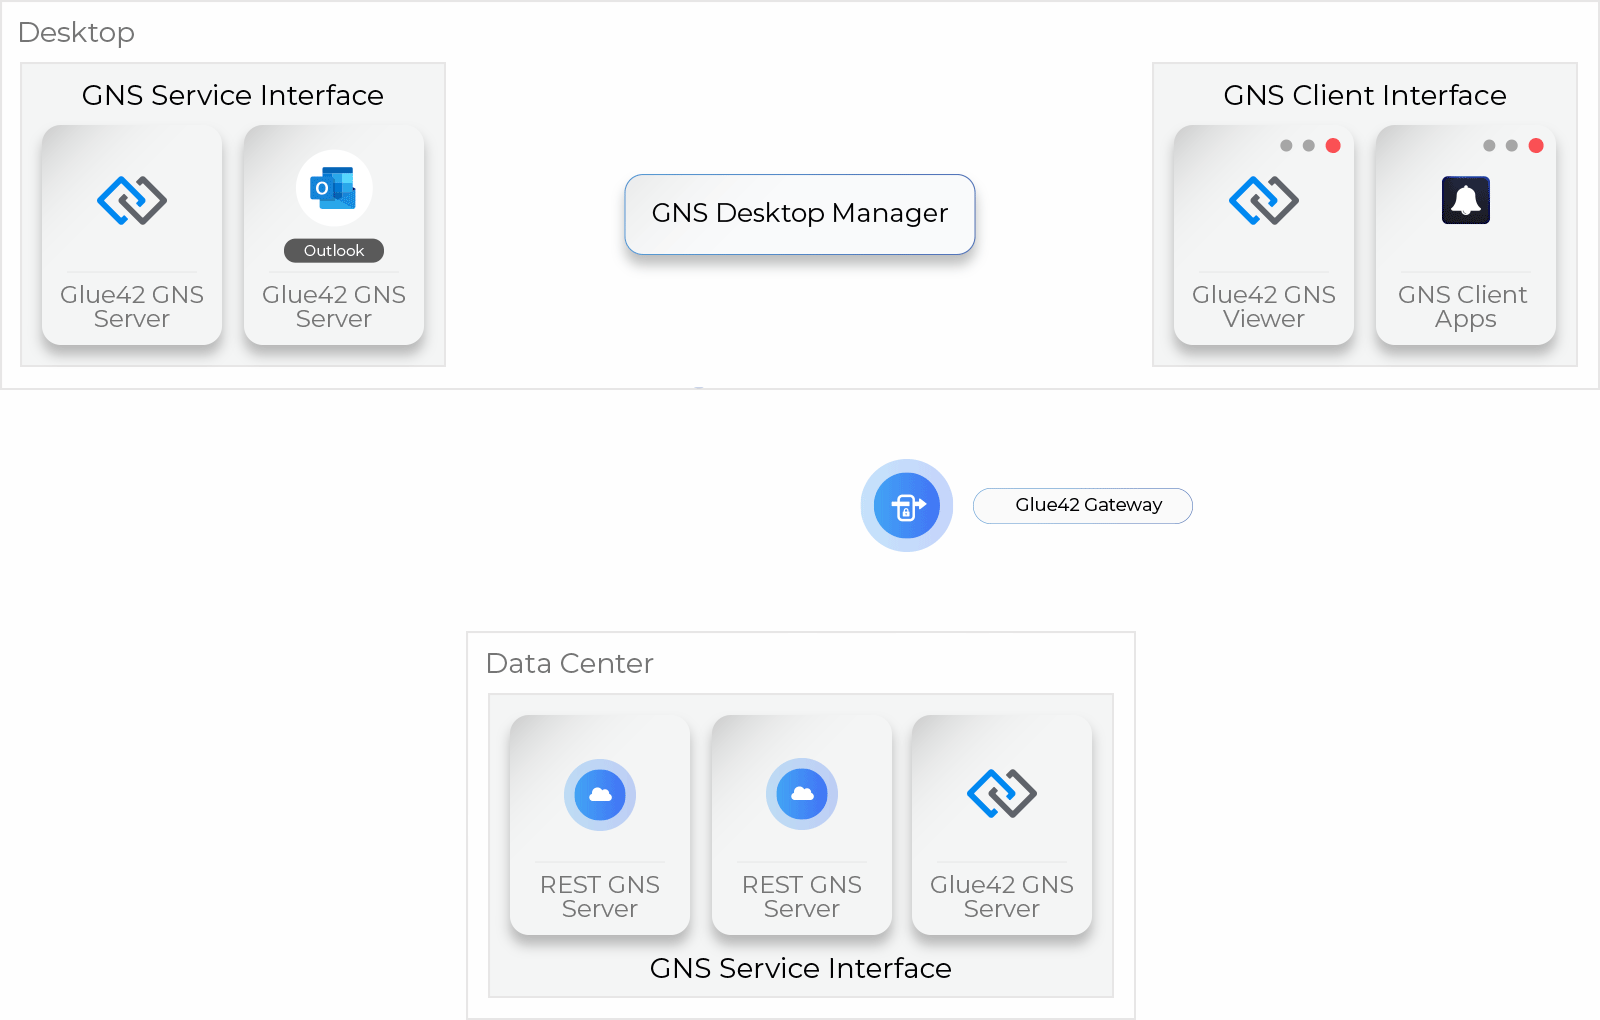 Desktop
GNS Service Interface
Glue42 GNS
Server
O
Outlook
Glue42 GNS
Server
GNS Desktop Manager
GNS Client Interface
Glue42 GNS
Viewer
GNS Client
Apps
Glue42 Gateway
Data Center
REST GNS
Server
REST GNS
Server
Glue42 GNS
Server
GNS Service Interface